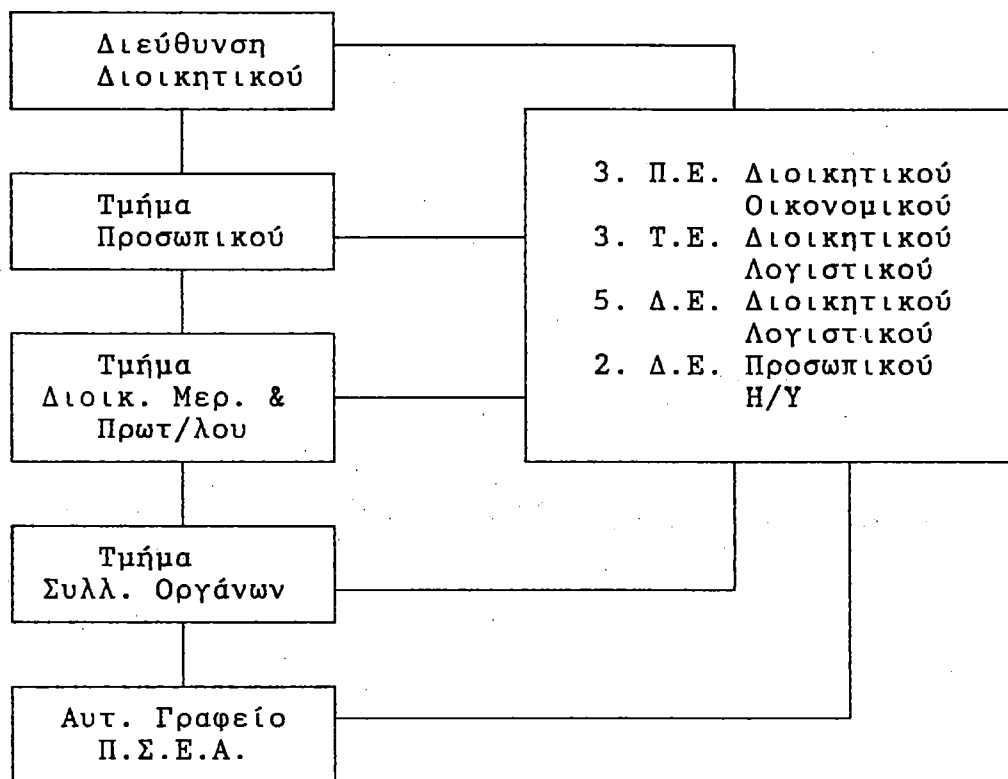 Διεύθυνση
Διοικητικού
Τμήμα
Προσωπικού
Τμήμα
Διοικ. Μερ. &
Πρωτ/λου
Τμήμα
Συλλ. Οργάνων
Αυτ. Γραφείο
Π.Σ.Ε.Α.
3. Π.Ε. Διοικητικού
Οικονομικού
3. Τ.Ε. Διοικητικού
Λογιστικού
5. Δ.Ε. Διοικητικού
Λογιστικού
2. Δ.Ε. Προσωπικού
Η/Υ